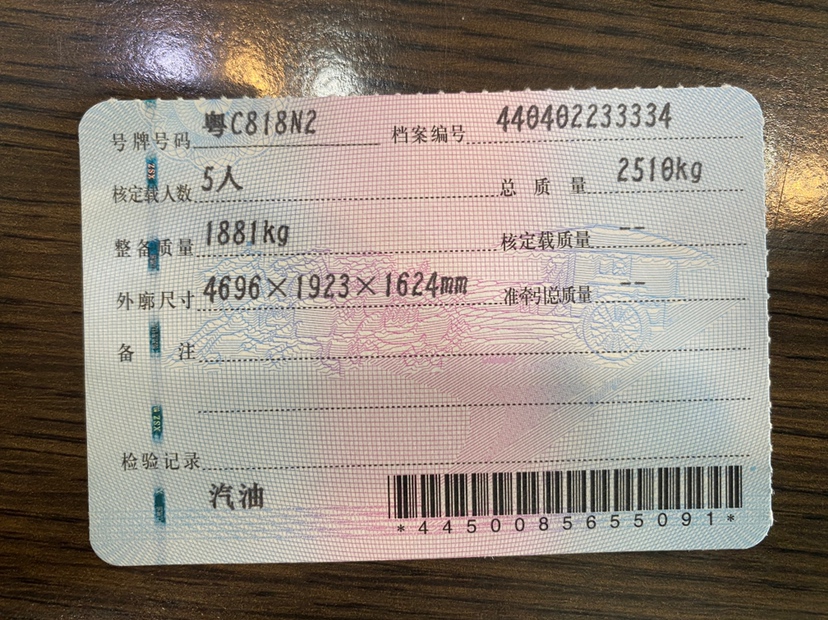 号牌号码 粤C818N2 档案编号 440402233334
核定载人数 5人 总质量 2510kg
整备质量 1881kg 核定载质量 --
外廓尺寸 4696×1923×1624mm 准牵引总质量 --
备注
检验记录
汽油
*4450085655091*
XSZ